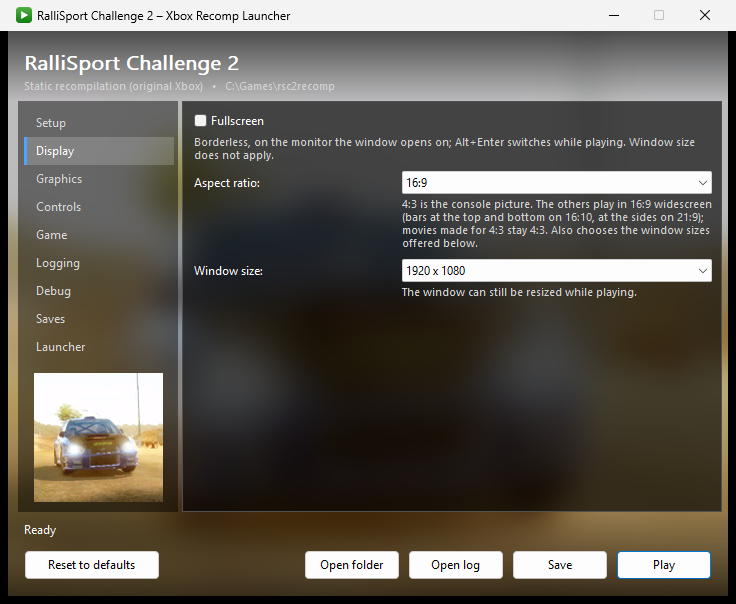 RalliSport Challenge 2 – Xbox Recomp Launcher
RalliSport Challenge 2
Static recompilation (original Xbox) • C:\Games\rsc2recomp
Setup
Display
Graphics
Controls
Game
Logging
Debug
Saves
Launcher
Fullscreen
Borderless, on the monitor the window opens on; Alt+Enter switches while playing. Window size
does not apply.
Aspect ratio:
16:9
4:3 is the console picture. The others play in 16:9 widescreen
(bars at the top and bottom on 16:10, at the sides on 21:9);
movies made for 4:3 stay 4:3. Also chooses the window sizes
offered below.
Window size:
1920 x 1080
The window can still be resized while playing.
Ready
Reset to defaults
Open folder
Open log
Save
Play